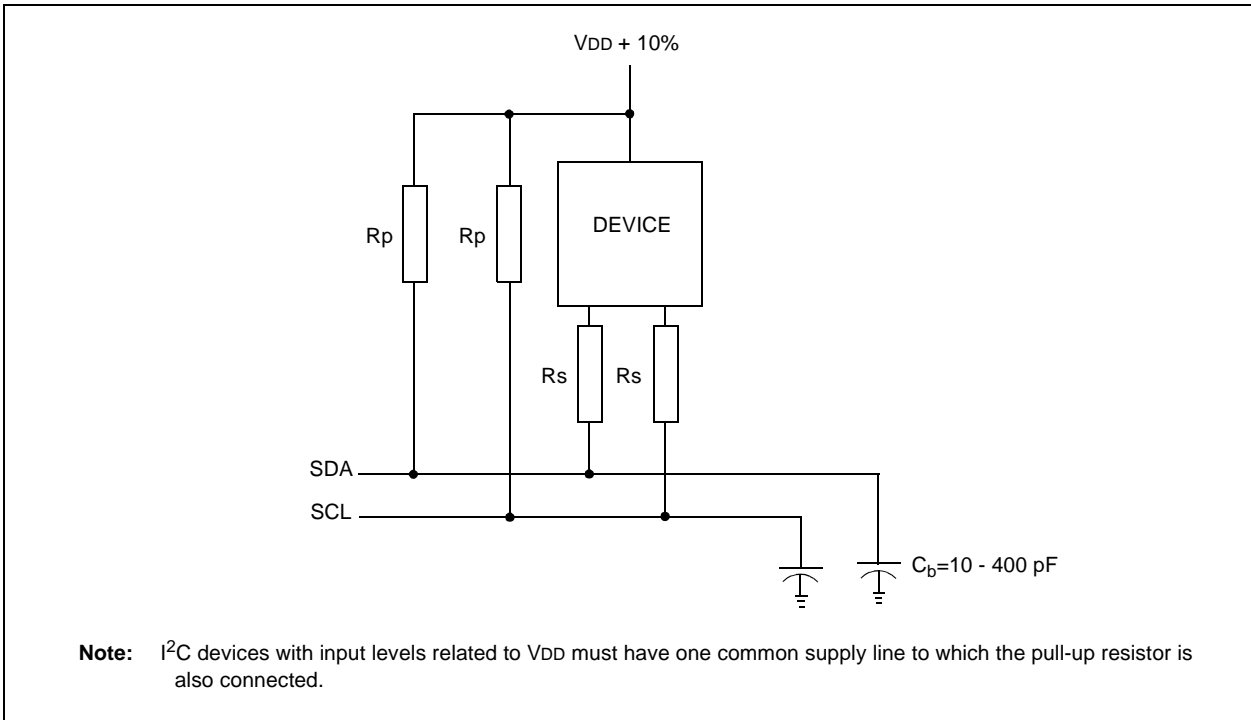 VDD + 10%
DEVICE
Rp
Rp
Rs
Rs
SDA
SCL
Cb=10 - 400 pF
Note: I2C devices with input levels related to VDD must have one common supply line to which the pull-up resistor is
also connected.